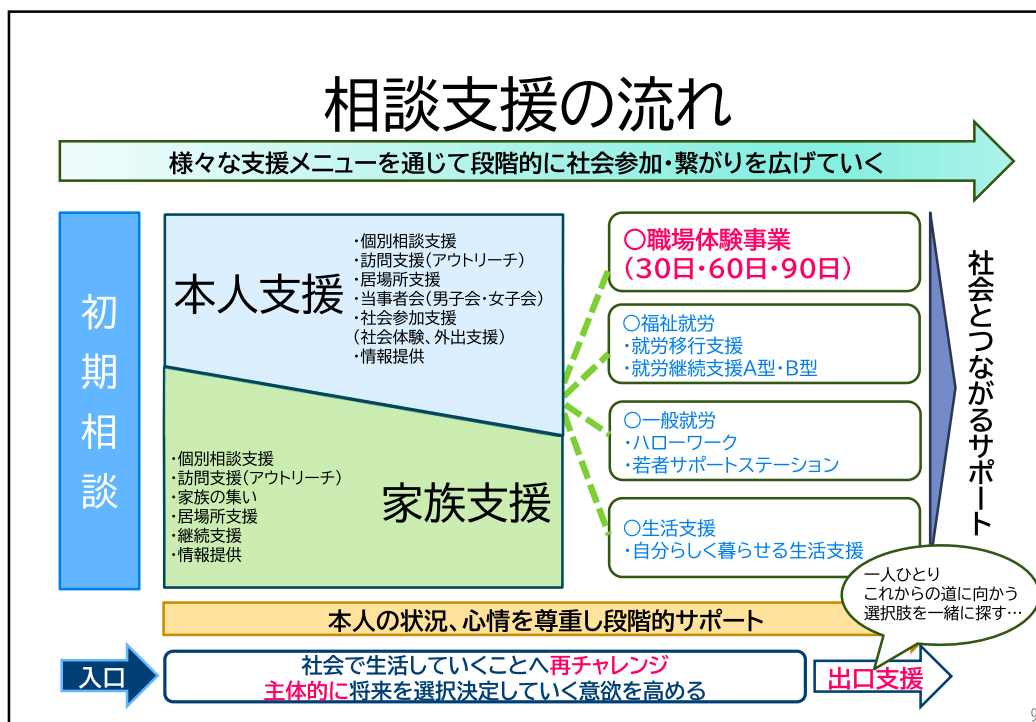 相談支援の流れ
様々な支援メニューを通じて段階的に社会参加・繋がりを広げていく
初期相談
本人支援
・個別相談支援
・訪問支援(アウトリーチ)
・居場所支援
・当事者会(男子会・女子会)
・社会参加支援
(社会体験、外出支援)
・情報提供
・個別相談支援
・訪問支援(アウトリーチ)
・家族の集い
・居場所支援
・継続支援
・情報提供
家族支援
○職場体験事業
(30日・60日・90日)
○福祉就労
・就労移行支援
・就労継続支援A型・B型
○一般就労
・ハローワーク
・若者サポートステーション
○生活支援
・自分らしく暮らせる生活支援
社会とつながるサポート
一人ひとり
これからの道に向かう
選択肢を一緒に探す…
本人の状況、心情を尊重し段階的サポート
入口
社会で生活していくことへ再チャレンジ
主体的に将来を選択決定していく意欲を高める
出口支援